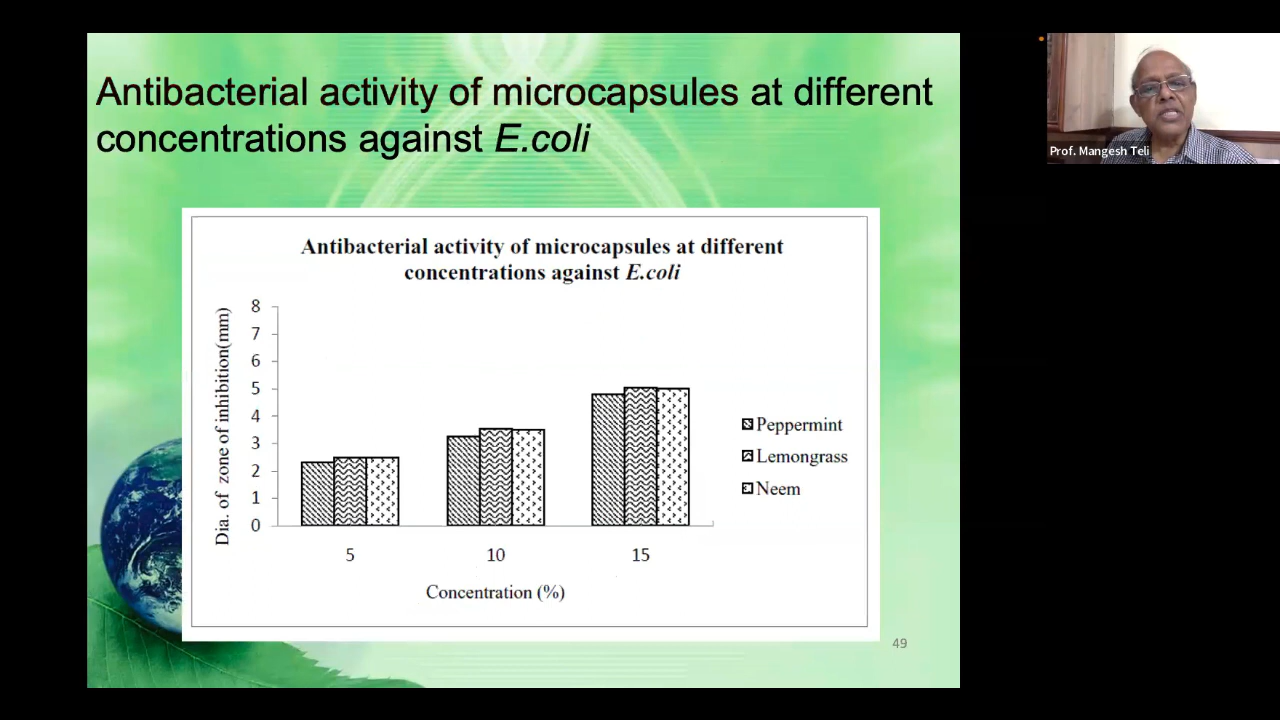 Antibacterial activity of microcapsules at different
concentrations against E.coli
Prof. Mangesh Teli
Antibacterial activity of microcapsules at different
concentrations against E.coli
Dia. of zone of inhibition(mm)
8
7
6
5
4
3
2
1
0
5 10 15
Concentration (%)
Peppermint
Lemongrass
Neem
49